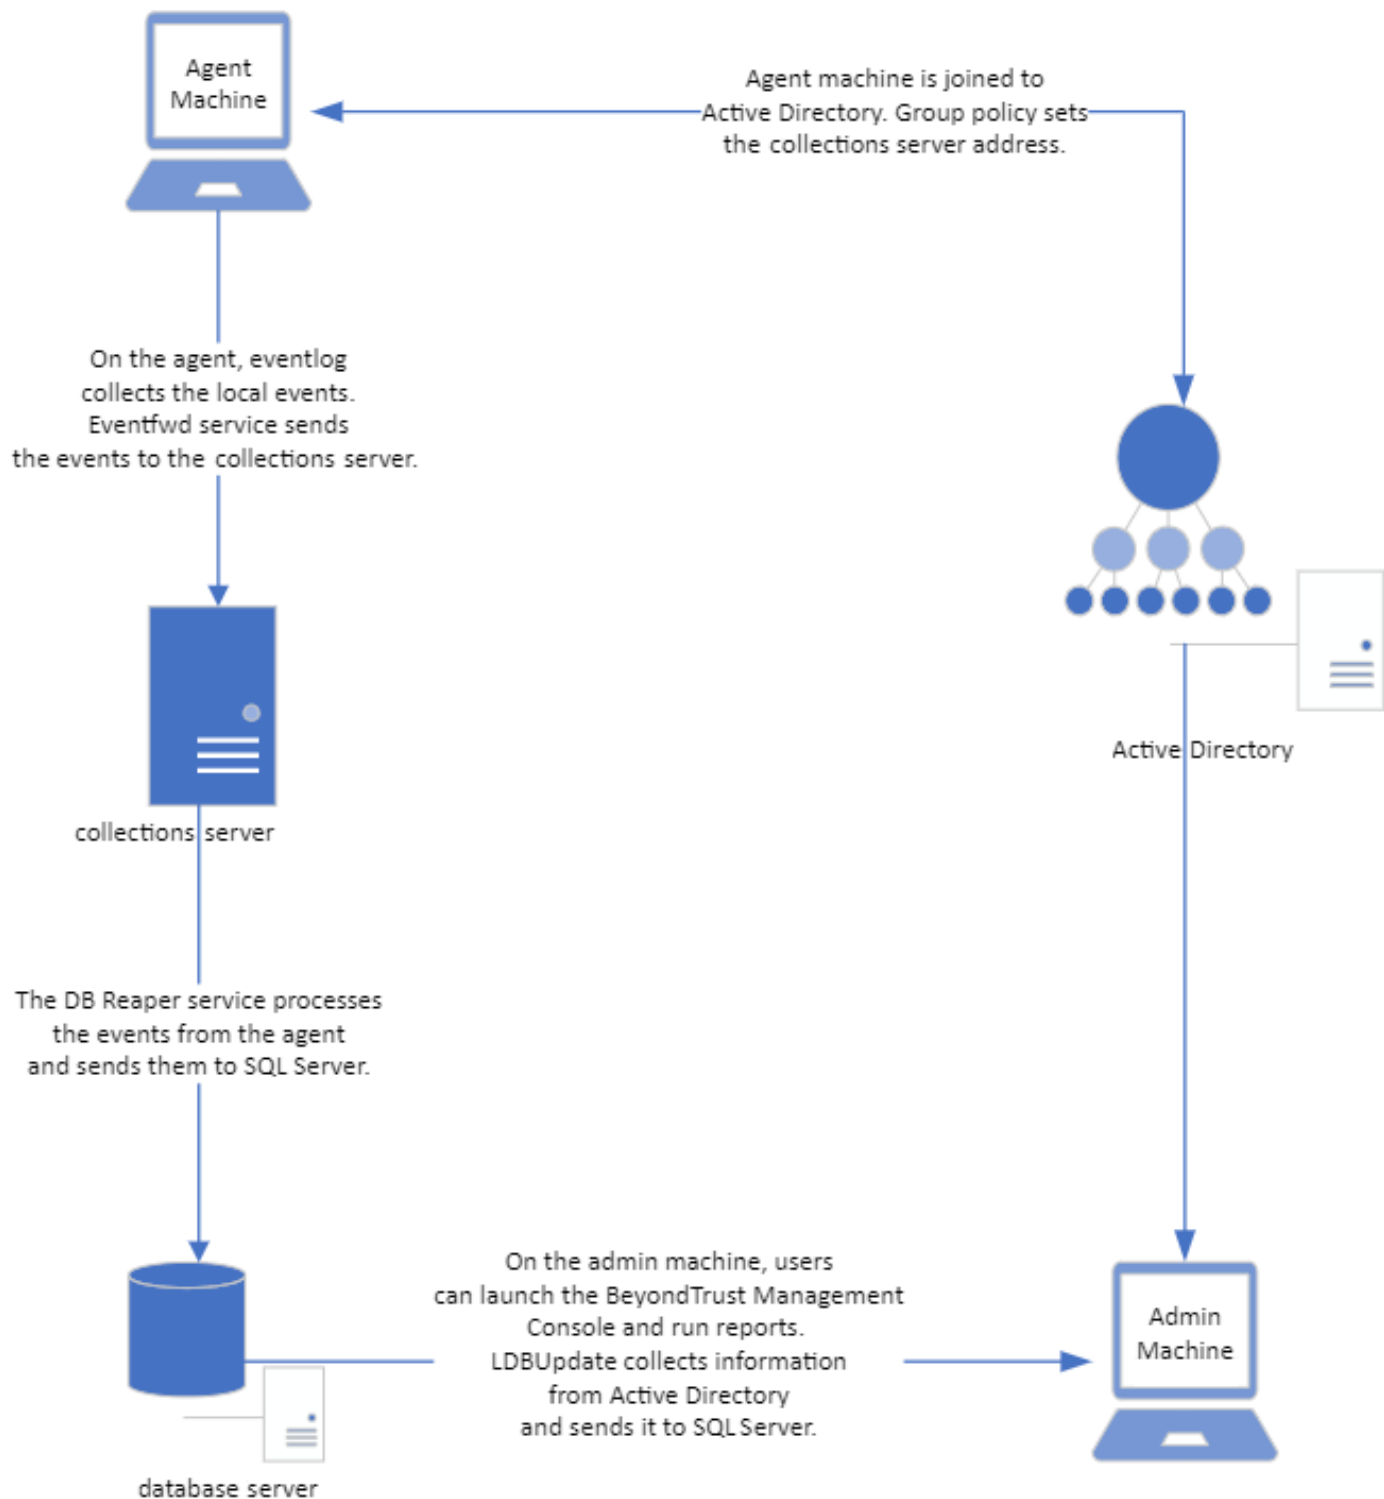 Agent
Machine
Agent machine is joined to
Active Directory. Group policy sets
the collections server address.
On the agent, eventlog
collects the local events.
Eventfwd service sends
the events to the collections server.
Active Directory
collections server
The DB Reaper service processes
the events from the agent
and sends them to SQL Server.
On the admin machine, users
can launch the BeyondTrust Management
Console and run reports.
LDBUpdate collects information
from Active Directory
and sends it to SQL Server.
Admin
Machine
database server